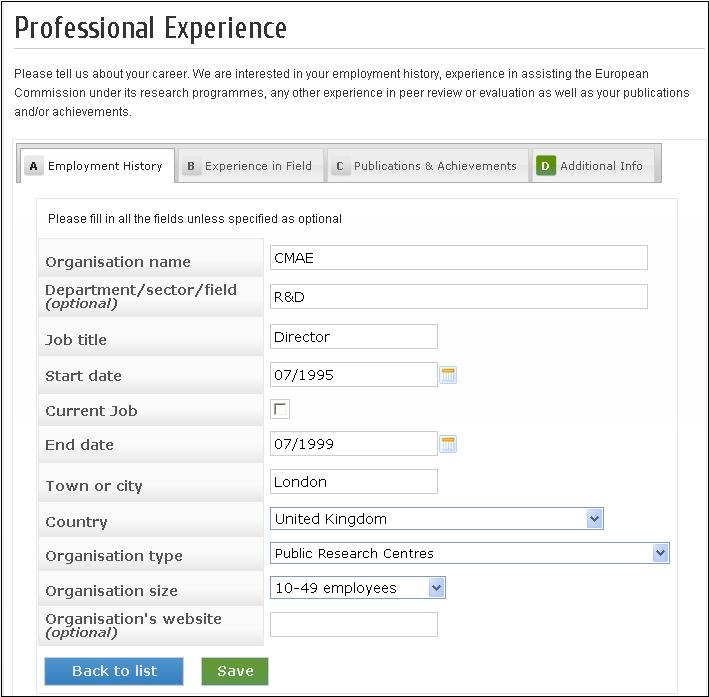 Professional Experience
Please tell us about your career. We are interested in your employment history, experience in assisting the European
Commission under its research programmes, any other experience in peer review or evaluation as well as your publications
and/or achievements.
A Employment History B Experience in Field C Publications & Achievements D Additional Info
Please fill in all the fields unless specified as optional
Organisation name CMAE
Department/sector/field R&D
(optional)
Job title Director
Start date 07/1995
Current Job
End date 07/1999
Town or city London
Country United Kingdom
Organisation type Public Research Centres
Organisation size 10-49 employees
Organisation's website
(optional)
Back to list Save